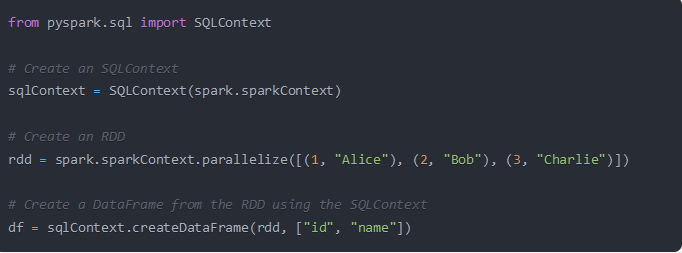 from pyspark.sql import SQLContext
# Create an SQLContext
sqlContext = SQLContext(spark.sparkContext)
# Create an RDD
rdd = spark.sparkContext.parallelize([(1, "Alice"), (2, "Bob"), (3, "Charlie")])
# Create a DataFrame from the RDD using the SQLContext
df = sqlContext.createDataFrame(rdd, ["id", "name"])